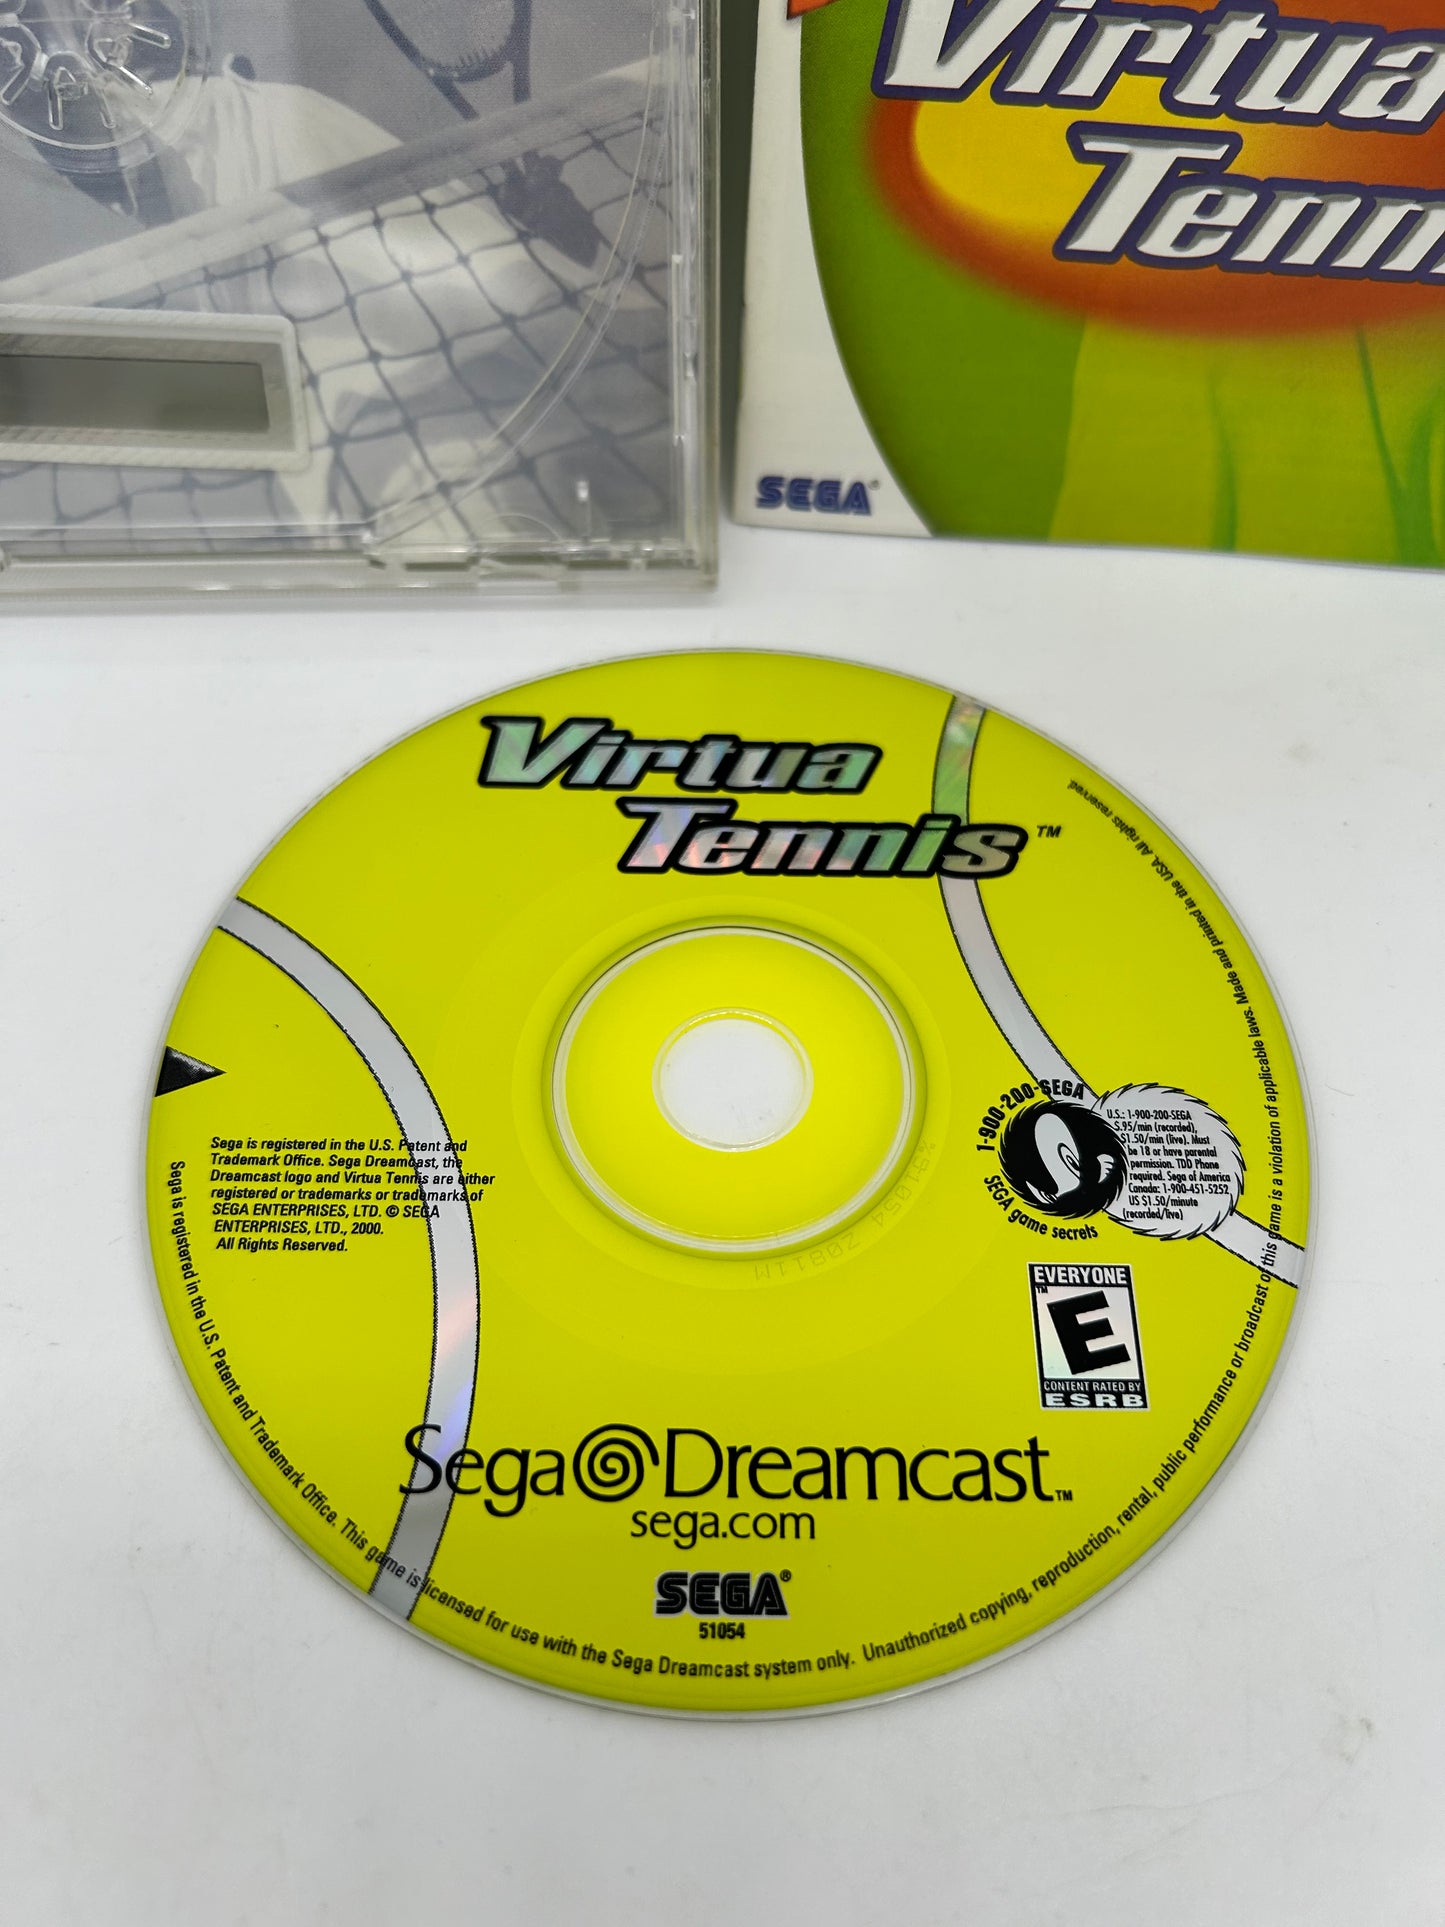 Virtua
Tenn
SEGA®
Virtua
Tennis™
Sega is registered in the U.S. Patent and
Trademark Office. Sega Dreamcast, the
Dreamcast logo and Virtua Tennis are either
registered or trademarks or trademarks of
SEGA ENTERPRISES, LTD. © SEGA
ENTERPRISES, LTD., 2000.
All Rights Reserved.
1-900-200-SEGA
SEGA game secrets
U.S.: 1-900-200-SEGA
$.95/min (recorded),
$1.50/min (live). Must
be 18 or have parental
permission. TDD Phone
required. Sega of America
Canada: 1-900-451-5252
US $1.50/minute
(recorded/live)
EVERYONE
E™
CONTENT RATED BY
ESRB
Sega Dreamcast™
sega.com
SEGA®
51054
Sega is registered in the U.S. Patent and Trademark Office. This game is licensed for use with the Sega Dreamcast system only. Unauthorized copying, reproduction, rental, public performance or broadcast of this game is a violation of applicable laws. Made and printed in the USA. All rights reserved.